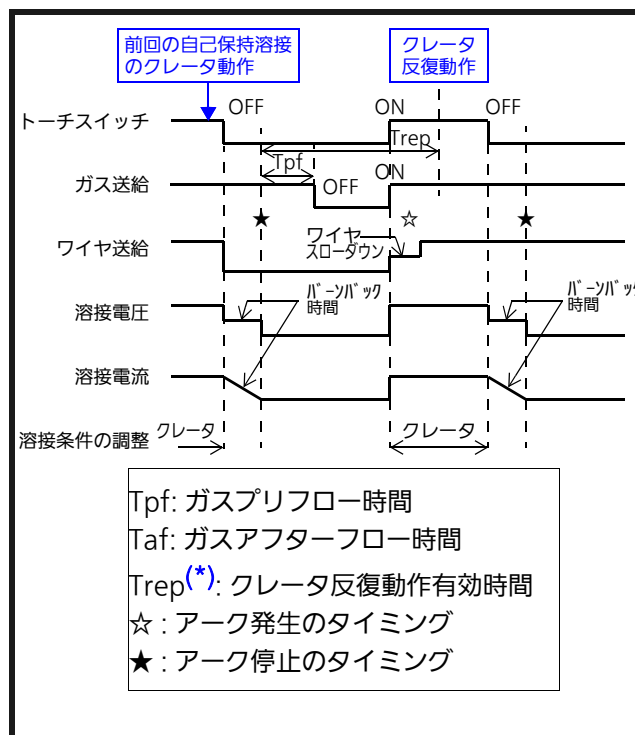 前回の自己保持溶接
のクレータ動作
クレータ
反復動作
OFF
ON
OFF
トーチスイッチ
Trep
Tpf
ON
ガス送給
OFF
★
☆
★
ワイヤ
スローダウン
ワイヤ送給
バーンバック
時間
バーンバック
時間
溶接電圧
溶接電流
溶接条件の調整
クレータ
クレータ
Tpf: ガスプリフロー時間
Taf: ガスアフターフロー時間
Trep(*): クレータ反復動作有効時間
☆ : アーク発生のタイミング
★ : アーク停止のタイミング